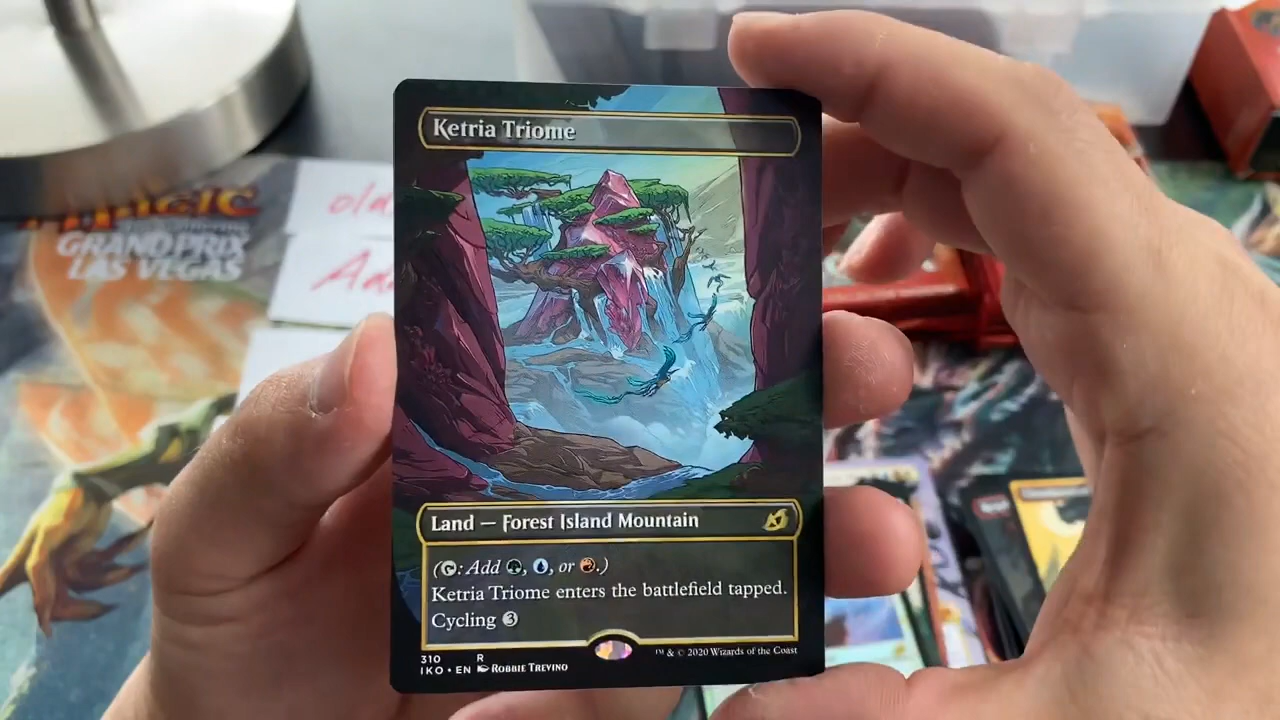 MAGIC
GRAND PRIX
LAS VEGAS
Ketria Triome
Land — Forest Island Mountain
(: Add , , or .)
Ketria Triome enters the battlefield tapped.
Cycling 3
310 R
IKO • EN ROBBIE TREVINO
™ & © 2020 Wizards of the Coast